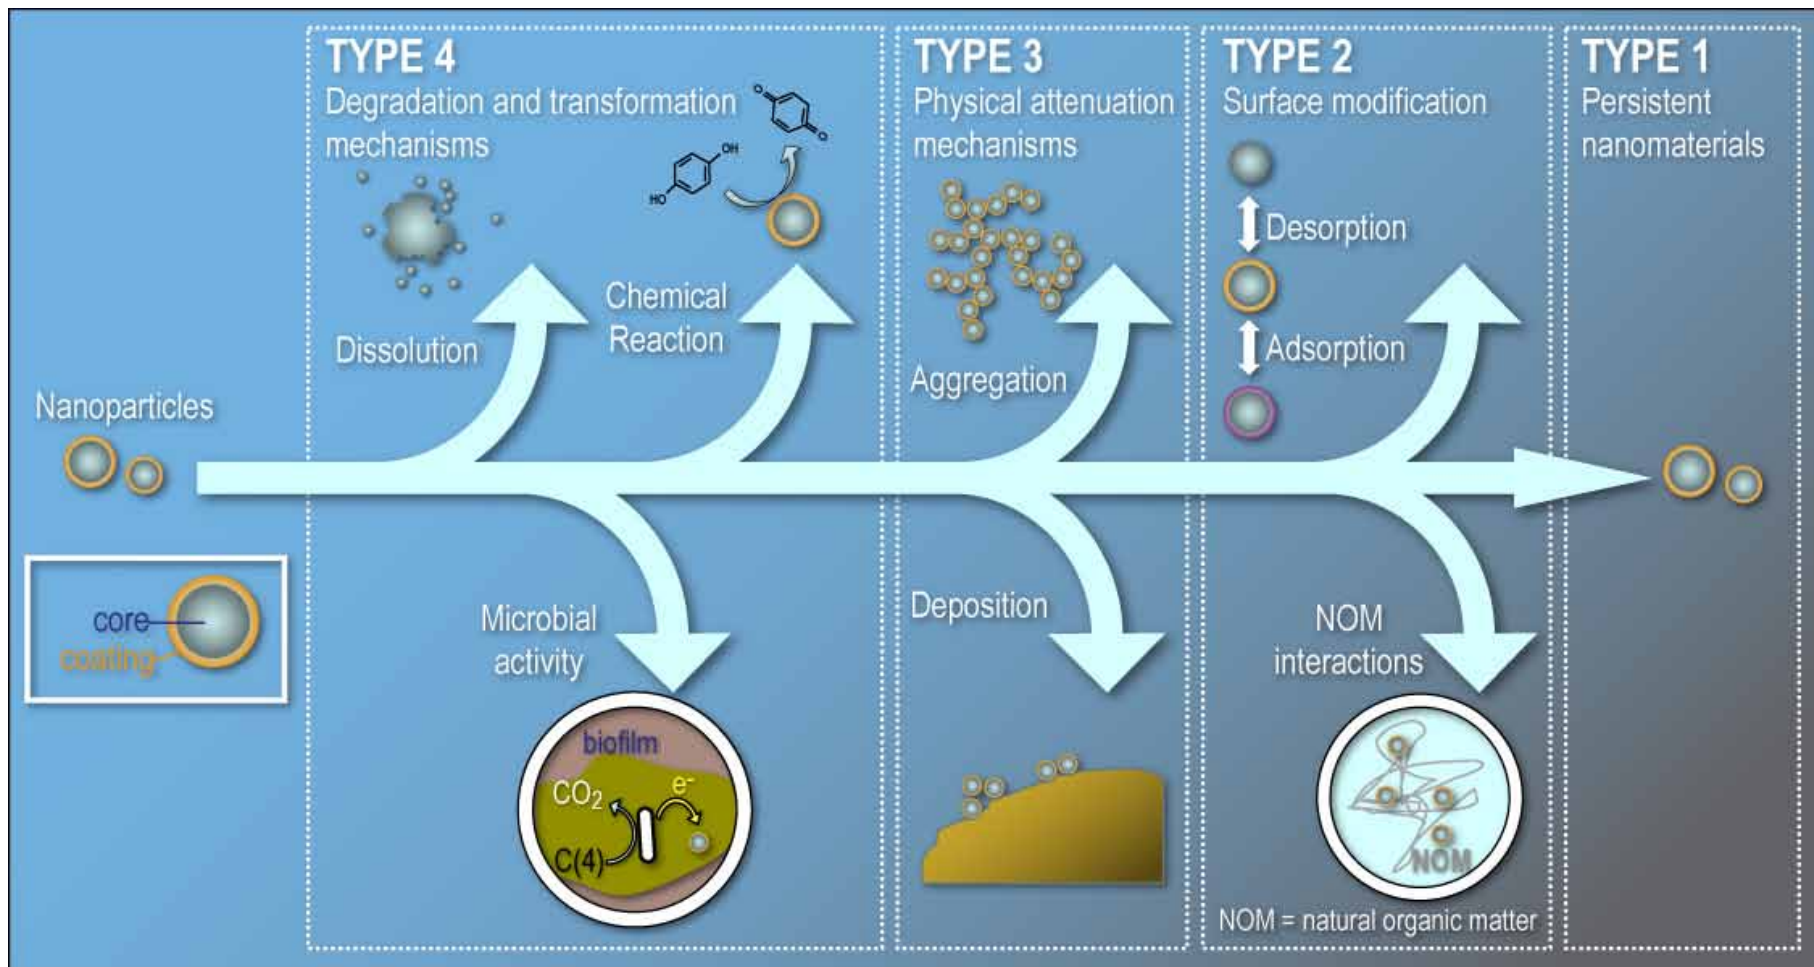 TYPE 4
Degradation and transformation
mechanisms
OH
HO
O
O
Dissolution
Chemical
Reaction
Microbial
activity
biofilm
CO₂
e⁻
C(4)
TYPE 3
Physical attenuation
mechanisms
Aggregation
Deposition
TYPE 2
Surface modification
Desorption
Adsorption
NOM
interactions
NOM
NOM = natural organic matter
TYPE 1
Persistent
nanomaterials
Nanoparticles
core
coating